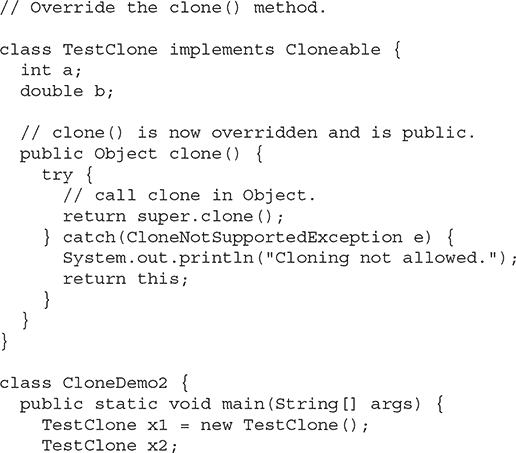 // Override the clone() method.
class TestClone implements Cloneable {
int a;
double b;
// clone() is now overridden and is public.
public Object clone() {
try {
// call clone in Object.
return super.clone();
} catch(CloneNotSupportedException e) {
System.out.println("Cloning not allowed.");
return this;
}
}
}
class CloneDemo2 {
public static void main(String[] args) {
TestClone x1 = new TestClone();
TestClone x2;